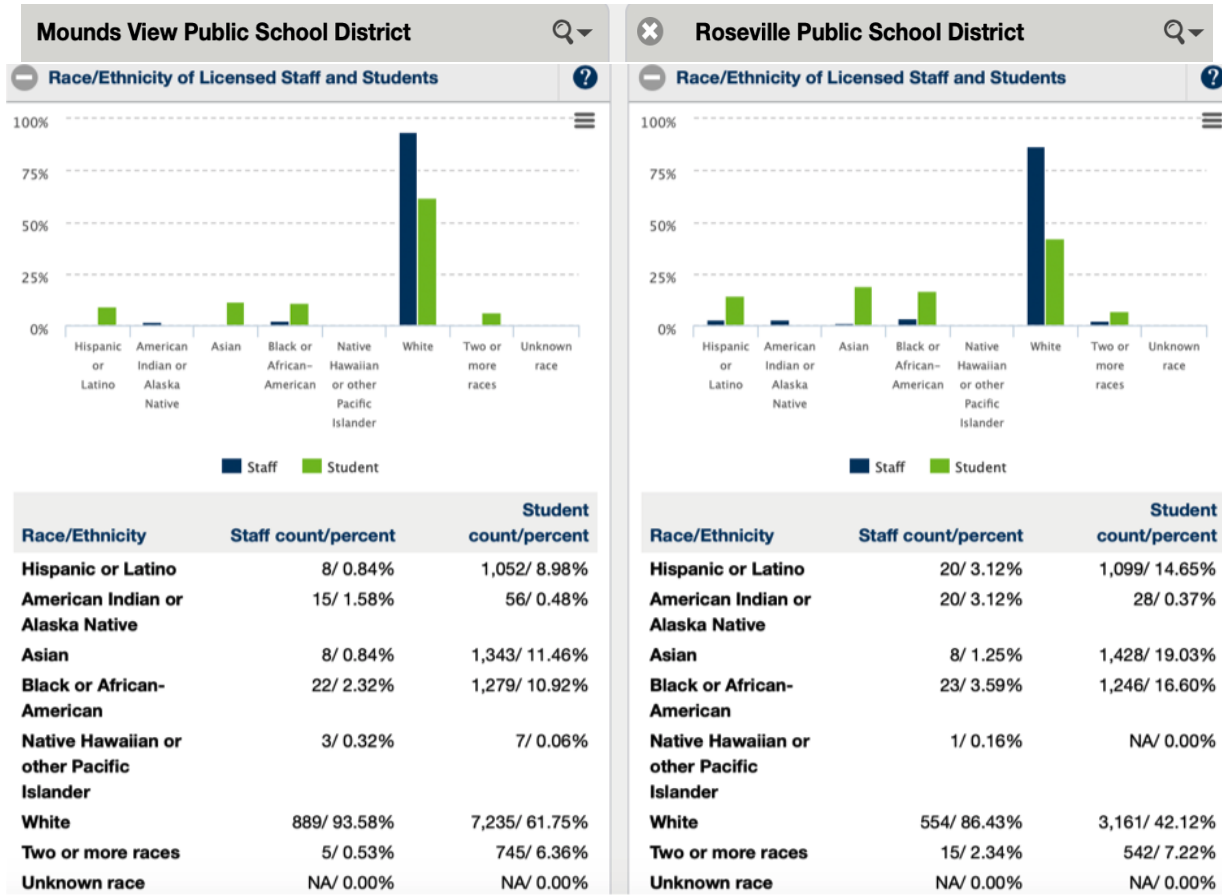 Mounds View Public School District
Race/Ethnicity of Licensed Staff and Students
?
100%
75%
50%
25%
0%
Hispanic or Latino
American Indian or Alaska Native
Asian
Black or African-American
Native Hawaiian or other Pacific Islander
White
Two or more races
Unknown race
Staff
Student
Race/Ethnicity Staff count/percent Student count/percent
Hispanic or Latino 8/ 0.84% 1,052/ 8.98%
American Indian or Alaska Native 15/ 1.58% 56/ 0.48%
Asian 8/ 0.84% 1,343/ 11.46%
Black or African-American 22/ 2.32% 1,279/ 10.92%
Native Hawaiian or other Pacific Islander 3/ 0.32% 7/ 0.06%
White 889/ 93.58% 7,235/ 61.75%
Two or more races 5/ 0.53% 745/ 6.36%
Unknown race NA/ 0.00% NA/ 0.00%
Roseville Public School District
Race/Ethnicity of Licensed Staff and Students
?
100%
75%
50%
25%
0%
Hispanic or Latino
American Indian or Alaska Native
Asian
Black or African-American
Native Hawaiian or other Pacific Islander
White
Two or more races
Unknown race
Staff
Student
Race/Ethnicity Staff count/percent Student count/percent
Hispanic or Latino 20/ 3.12% 1,099/ 14.65%
American Indian or Alaska Native 20/ 3.12% 28/ 0.37%
Asian 8/ 1.25% 1,428/ 19.03%
Black or African-American 23/ 3.59% 1,246/ 16.60%
Native Hawaiian or other Pacific Islander 1/ 0.16% NA/ 0.00%
White 554/ 86.43% 3,161/ 42.12%
Two or more races 15/ 2.34% 542/ 7.22%
Unknown race NA/ 0.00% NA/ 0.00%